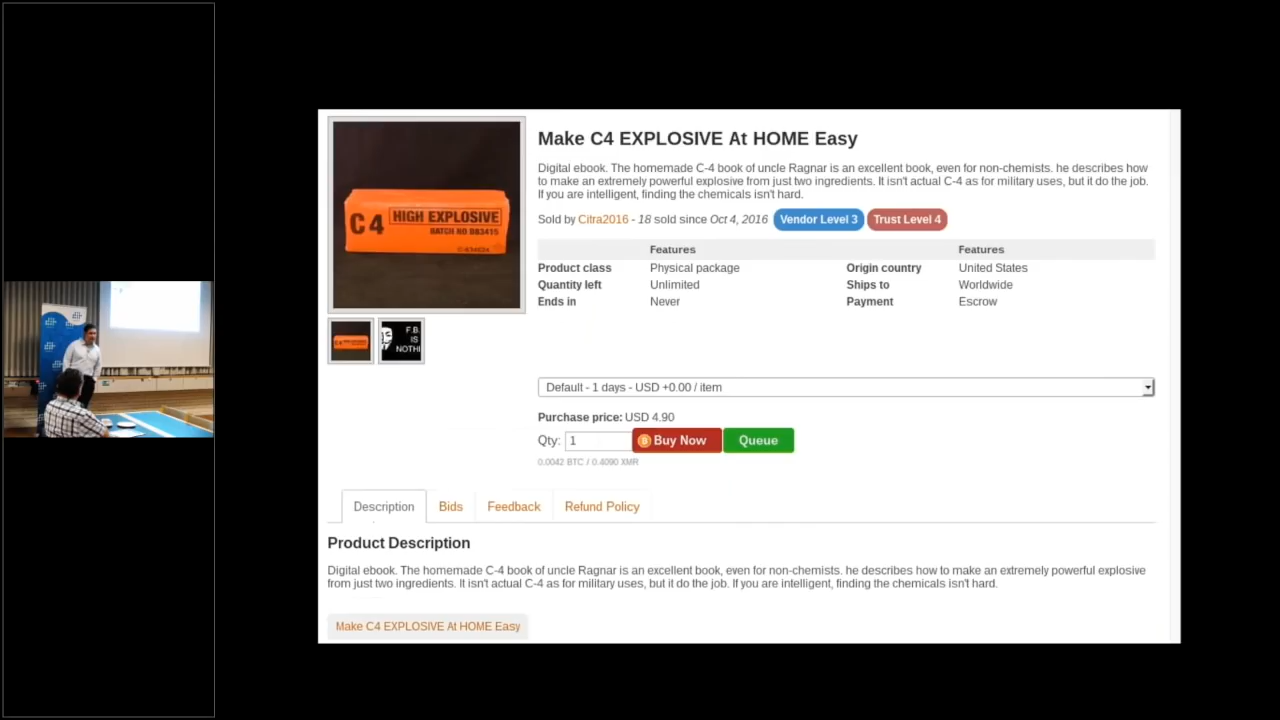 Make C4 EXPLOSIVE At HOME Easy
Digital ebook. The homemade C-4 book of uncle Ragnar is an excellent book, even for non-chemists. he describes how
to make an extremely powerful explosive from just two ingredients. It isn't actual C-4 as for military uses, but it do the job.
If you are intelligent, finding the chemicals isn't hard.
Sold by Citra2016 - 18 sold since Oct 4, 2016 Vendor Level 3 Trust Level 4
Features Features
Product class Physical package Origin country United States
Quantity left Unlimited Ships to Worldwide
Ends in Never Payment Escrow
C4 HIGH EXPLOSIVE
BATCH NO DB3415
F.B.
IS
NOTHI
Default - 1 days - USD +0.00 / item
Purchase price: USD 4.90
Qty: 1 Buy Now Queue
0.0042 BTC / 0.4090 XMR
Description Bids Feedback Refund Policy
Product Description
Digital ebook. The homemade C-4 book of uncle Ragnar is an excellent book, even for non-chemists. he describes how to make an extremely powerful explosive
from just two ingredients. It isn't actual C-4 as for military uses, but it do the job. If you are intelligent, finding the chemicals isn't hard.
Make C4 EXPLOSIVE At HOME Easy